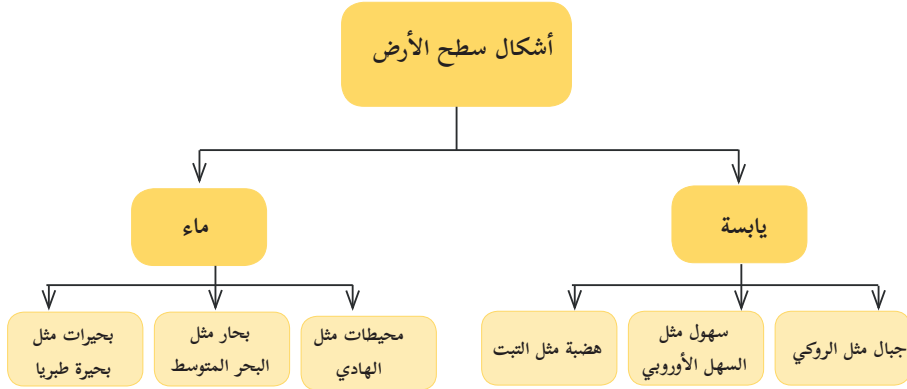 أشكال سطح الأرض
يابسة
ماء
جبال مثل الروكي
سهول مثل
السهل الأوروبي
هضبة مثل التبت
محيطات مثل
الهادي
بحار مثل
البحر المتوسط
بحيرات مثل
بحيرة طبريا